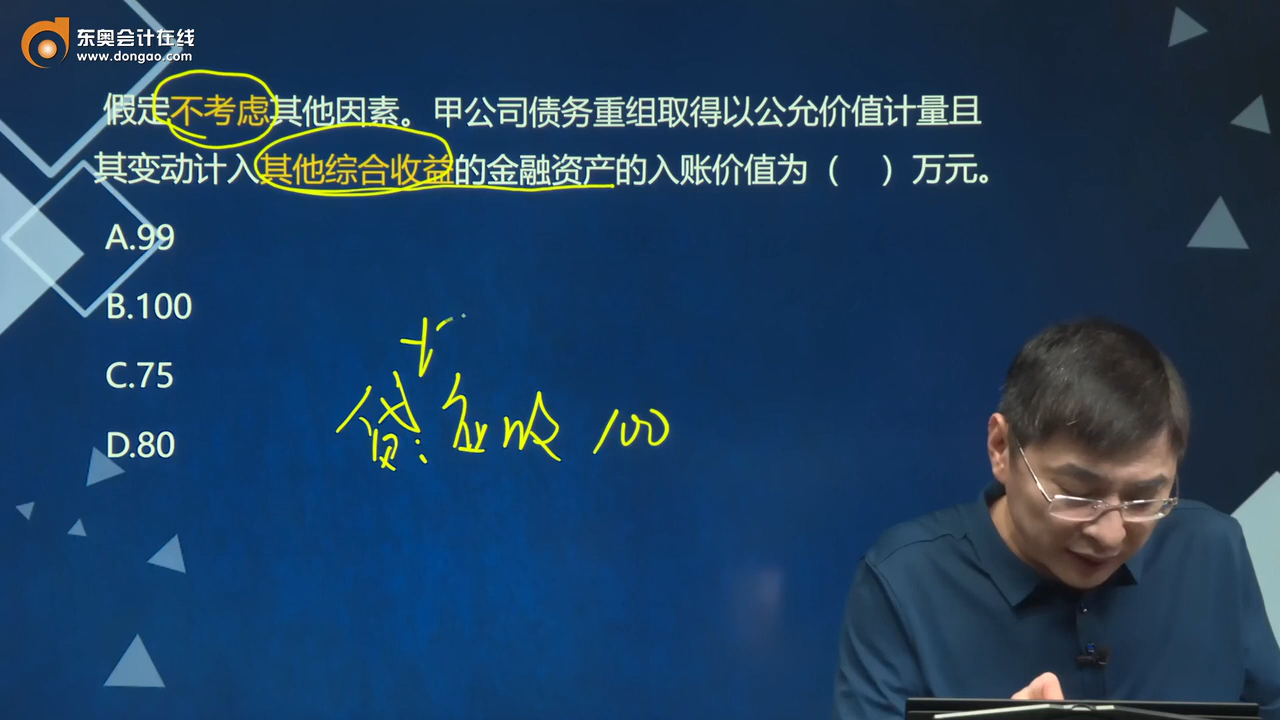 东奥会计在线
www.dongao.com
假定不考虑其他因素。甲公司债务重组取得以公允价值计量且
其变动计入其他综合收益的金融资产的入账价值为（ ）万元。
A.99
B.100
C.75
D.80
贷：应收 100